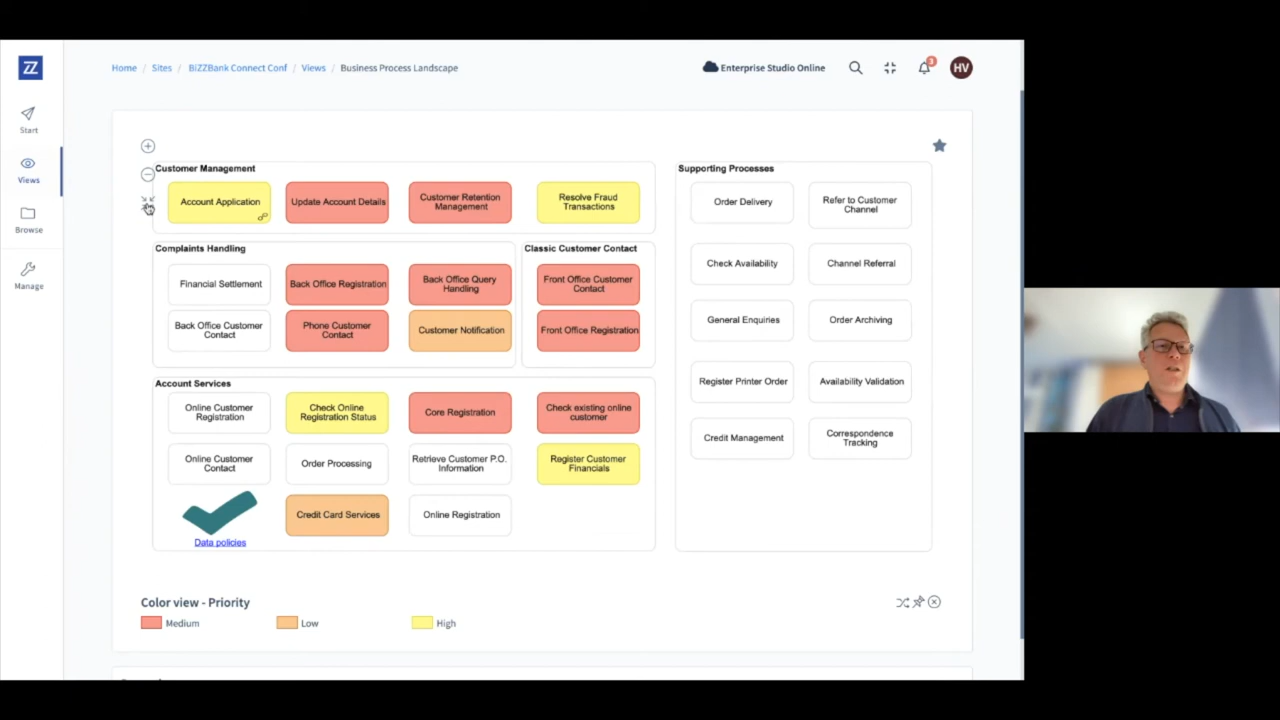 ZZ
Home / Sites / BiZZBank Connect Conf / Views / Business Process Landscape
Enterprise Studio Online
3
HV
Start
Views
Browse
Manage
Customer Management
Account Application
Update Account Details
Customer Retention
Management
Resolve Fraud
Transactions
Complaints Handling
Financial Settlement
Back Office Registration
Back Office Query
Handling
Back Office Customer
Contact
Phone Customer
Contact
Customer Notification
Classic Customer Contact
Front Office Customer
Contact
Front Office Registration
Account Services
Online Customer
Registration
Check Online
Registration Status
Core Registration
Check existing online
customer
Online Customer
Contact
Order Processing
Retrieve Customer P.O.
Information
Register Customer
Financials
Data policies
Credit Card Services
Online Registration
Supporting Processes
Order Delivery
Refer to Customer
Channel
Check Availability
Channel Referral
General Enquiries
Order Archiving
Register Printer Order
Availability Validation
Credit Management
Correspondence
Tracking
Color view - Priority
Medium
Low
High